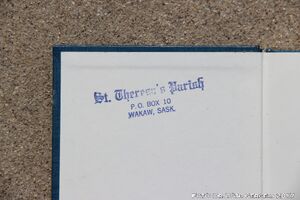 St. Theresa's Parish
P.O. BOX 10
WAKAW, SASK.